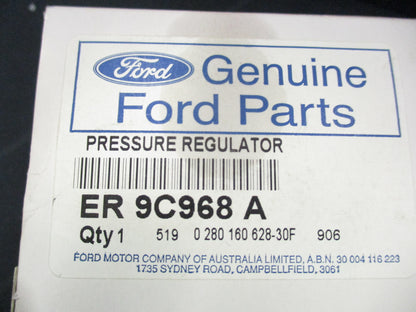 Ford
Genuine
Ford Parts
PRESSURE REGULATOR
ER 9C968 A
Qty 1 519 0 280 160 628-30F 906
FORD MOTOR COMPANY OF AUSTRALIA LIMITED, A.B.N. 30 004 116 223
1735 SYDNEY ROAD, CAMPBELLFIELD, 3061